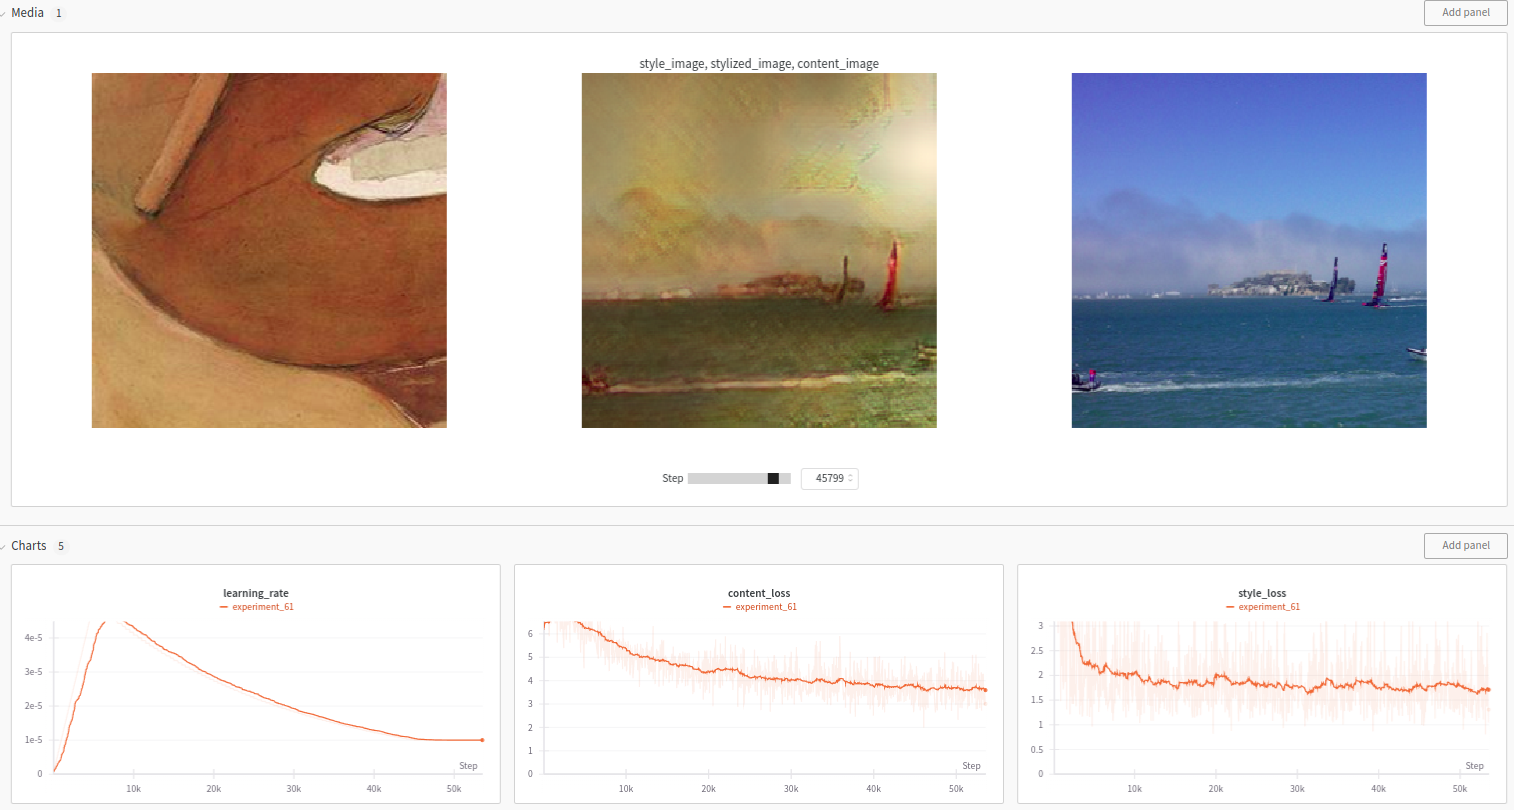 Media 1
Add panel
style_image, stylized_image, content_image
Step 45799
Charts 5
Add panel
learning_rate
experiment_61
4e-5
3e-5
2e-5
1e-5
0
Step
10k 20k 30k 40k 50k
content_loss
experiment_61
6
5
4
3
2
1
0
Step
10k 20k 30k 40k 50k
style_loss
experiment_61
3
2.5
2
1.5
1
0.5
0
Step
10k 20k 30k 40k 50k